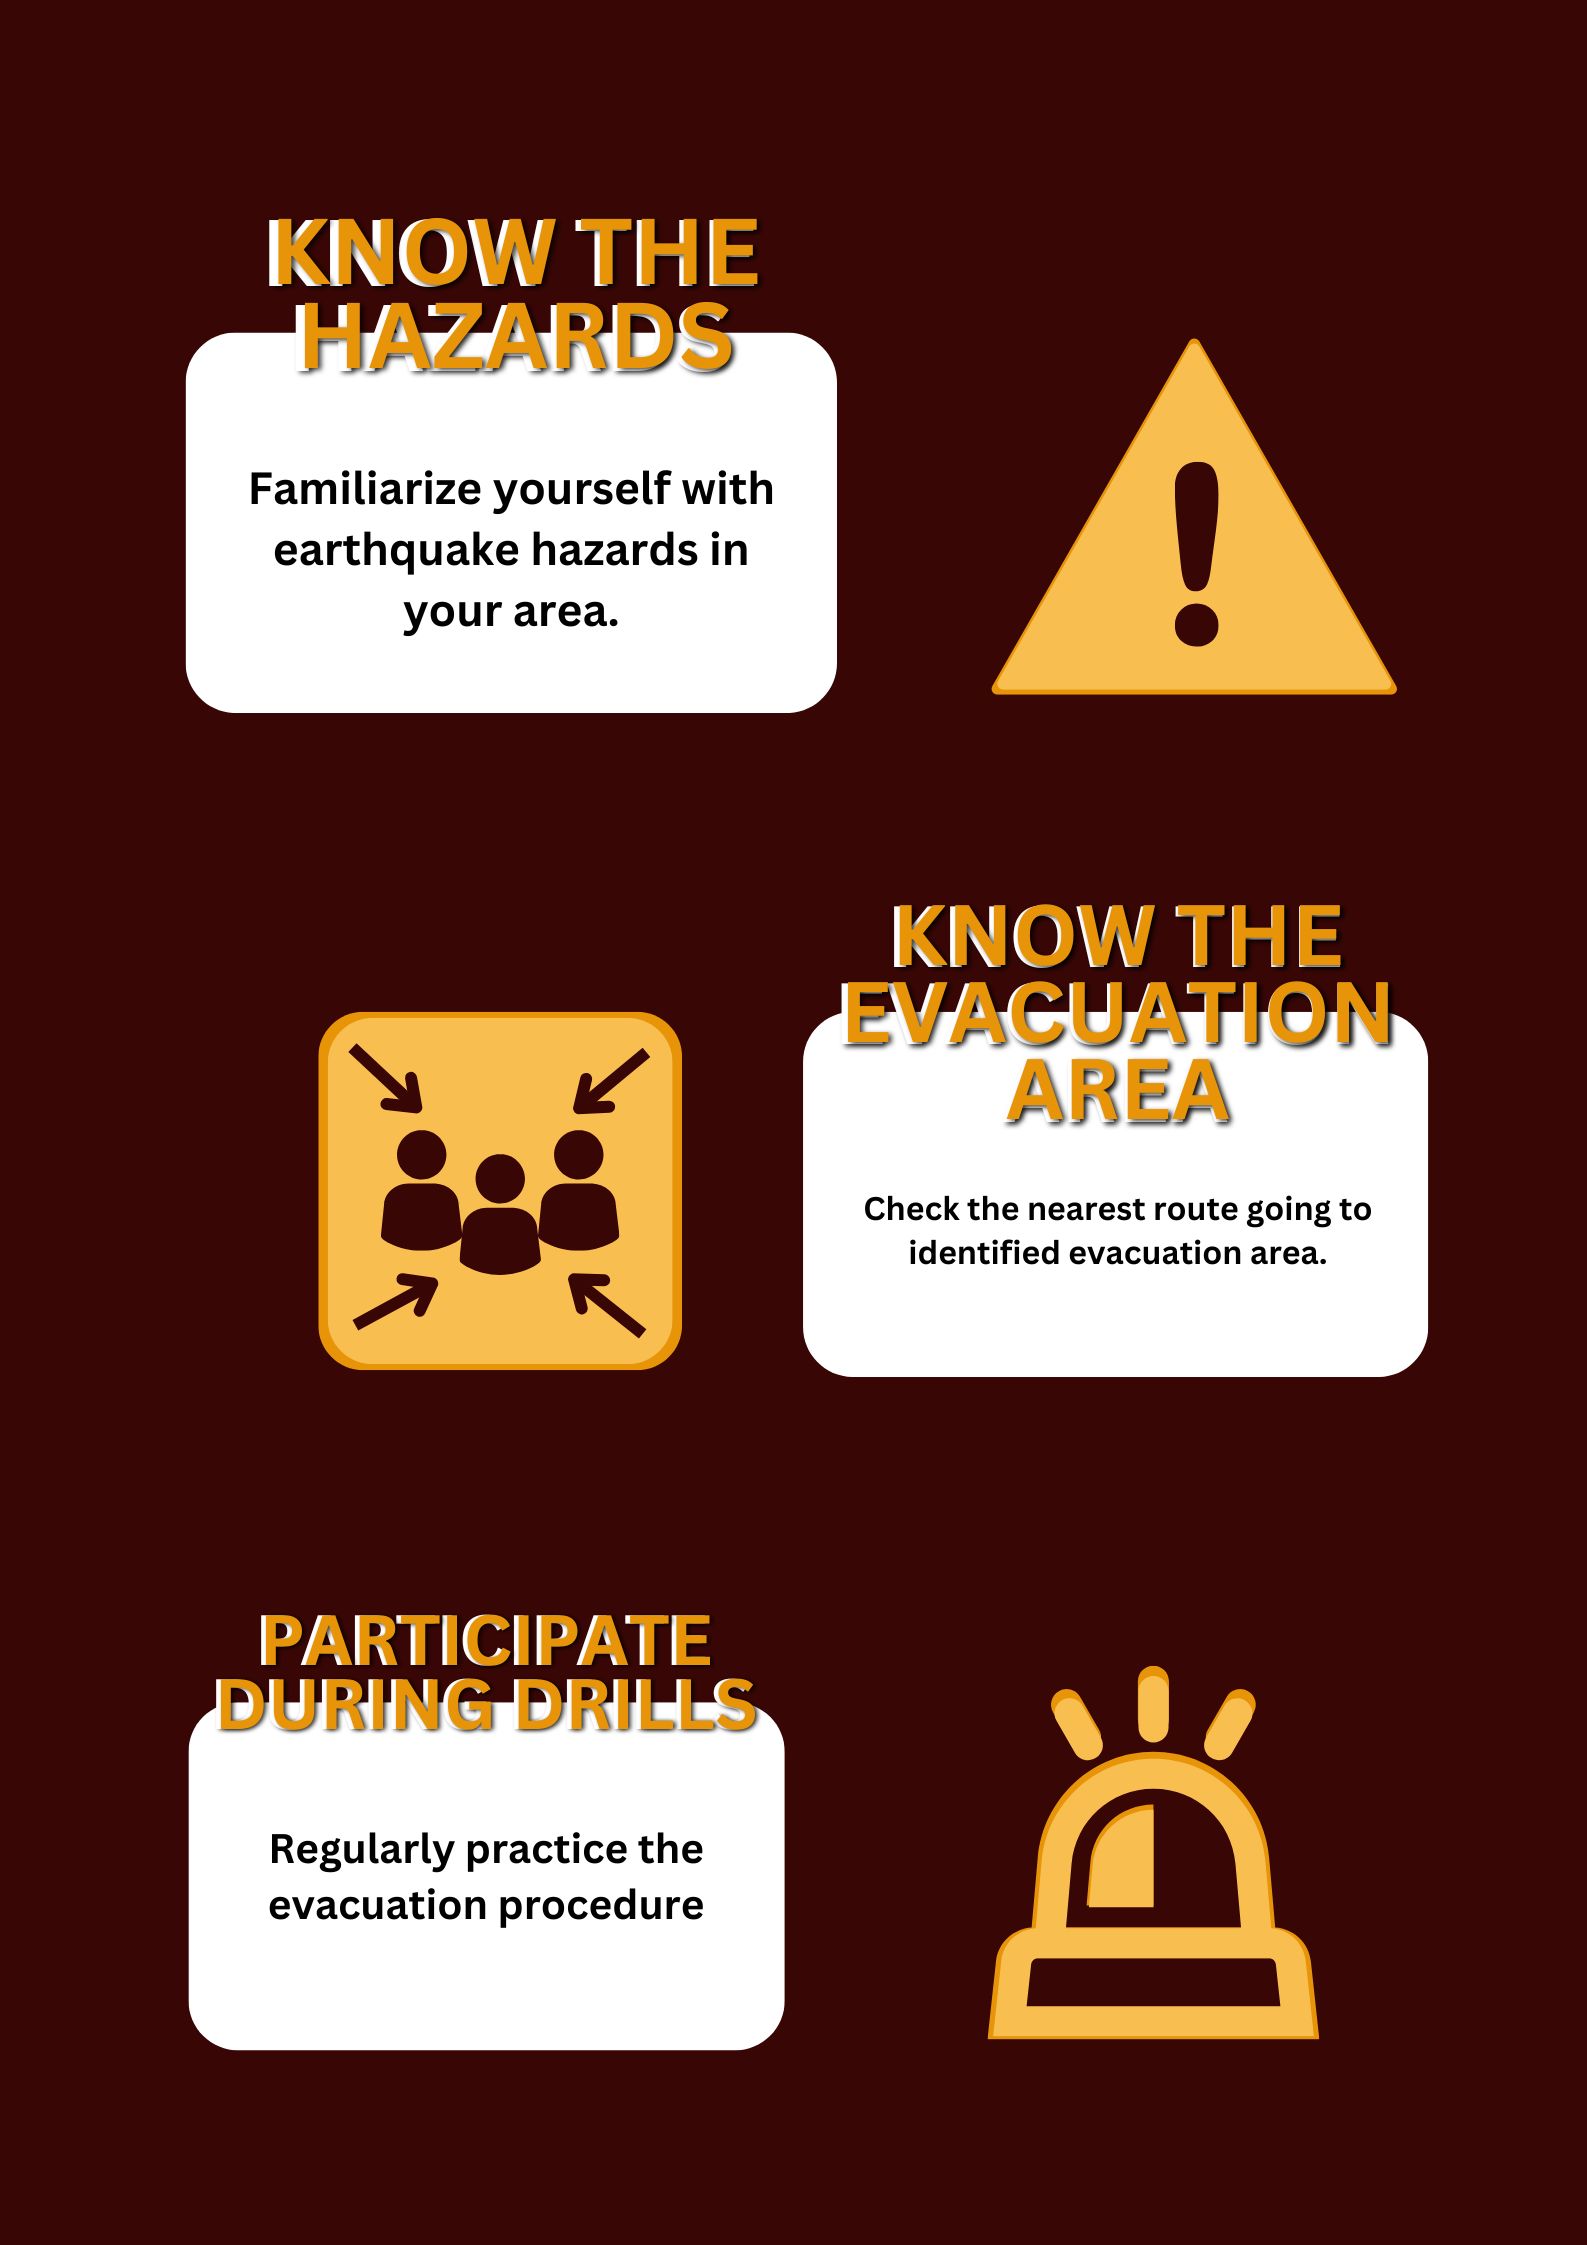 KNOW THE
HAZARDS
Familiarize yourself with
earthquake hazards in
your area.
KNOW THE
EVACUATION
AREA
Check the nearest route going to
identified evacuation area.
PARTICIPATE
DURING DRILLS
Regularly practice the
evacuation procedure